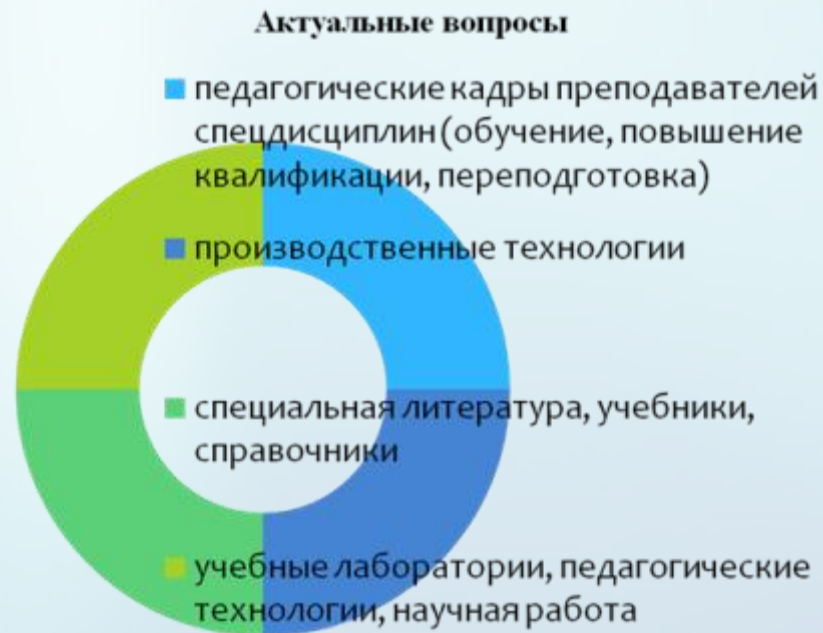 Актуальные вопросы
педагогические кадры преподавателей
спецдисциплин (обучение, повышение
квалификации, переподготовка)
производственные технологии
специальная литература, учебники,
справочники
учебные лаборатории, педагогические
технологии, научная работа